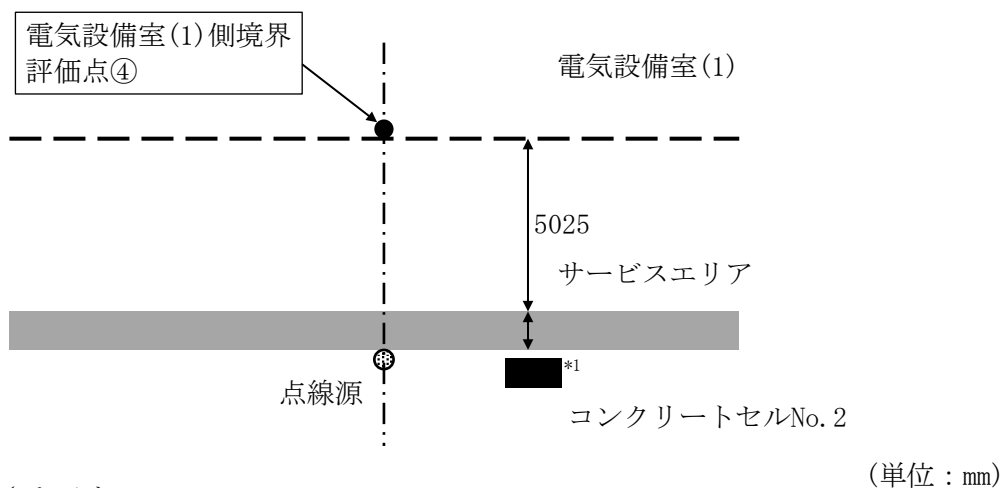 電気設備室(1)側境界
評価点④
電気設備室(1)
5025
サービスエリア
*1
点線源
コンクリートセルNo.2
(単位：mm)